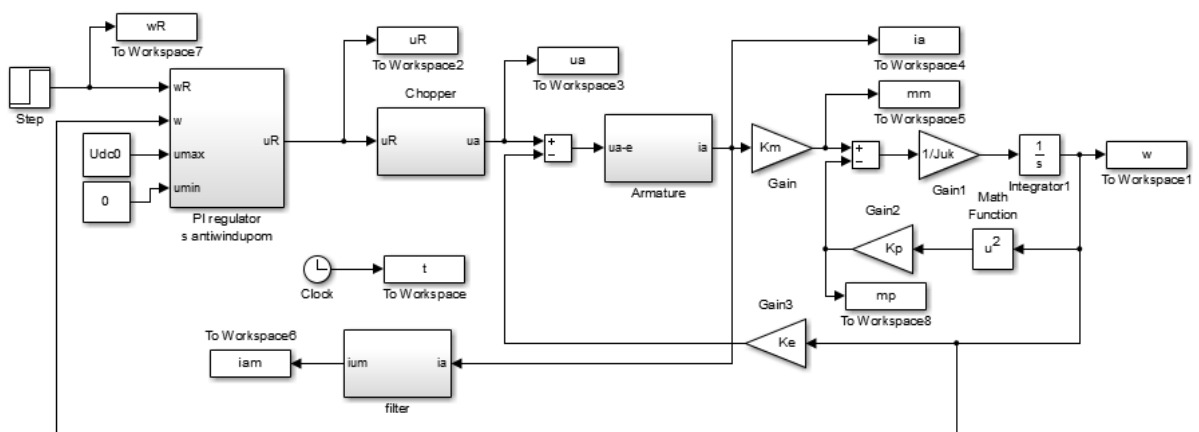 wR
To Workspace7
Step
wR
w
umax
umin
uR
PI regulator
s antiwindupom
Udc0
0
uR
To Workspace2
Chopper
uR
ua
ua
To Workspace3
+
−
ua-e
ia
Armature
ia
To Workspace4
mm
To Workspace5
Km
Gain
+
−
1/Juk
Gain1
1
s
Integrator1
w
To Workspace1
Math
Function
u2
Gain2
Kp
mp
To Workspace8
Clock
t
To Workspace
Gain3
Ke
To Workspace6
iam
ium
ia
filter